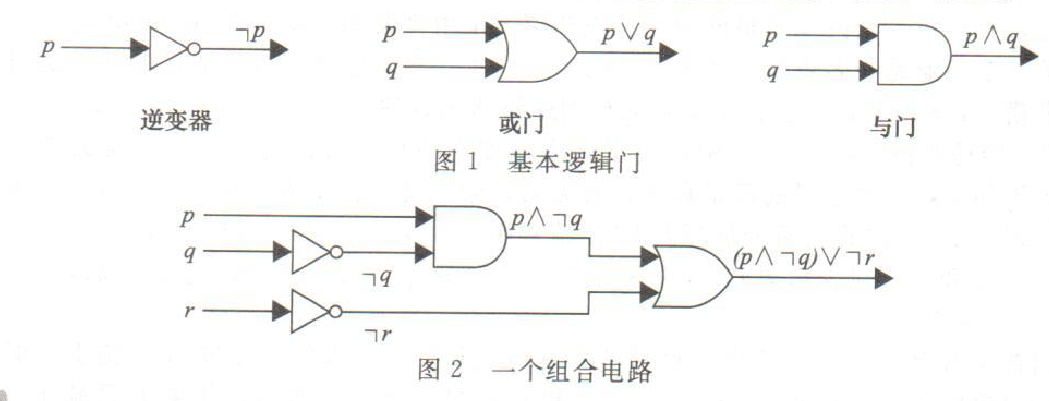 p ¬p p q p∨q p q p∧q
逆变器 或门 与门
图 1 基本逻辑门
p p∧¬q
q ¬q (p∧¬q)∨¬r
r ¬r
图 2 一个组合电路